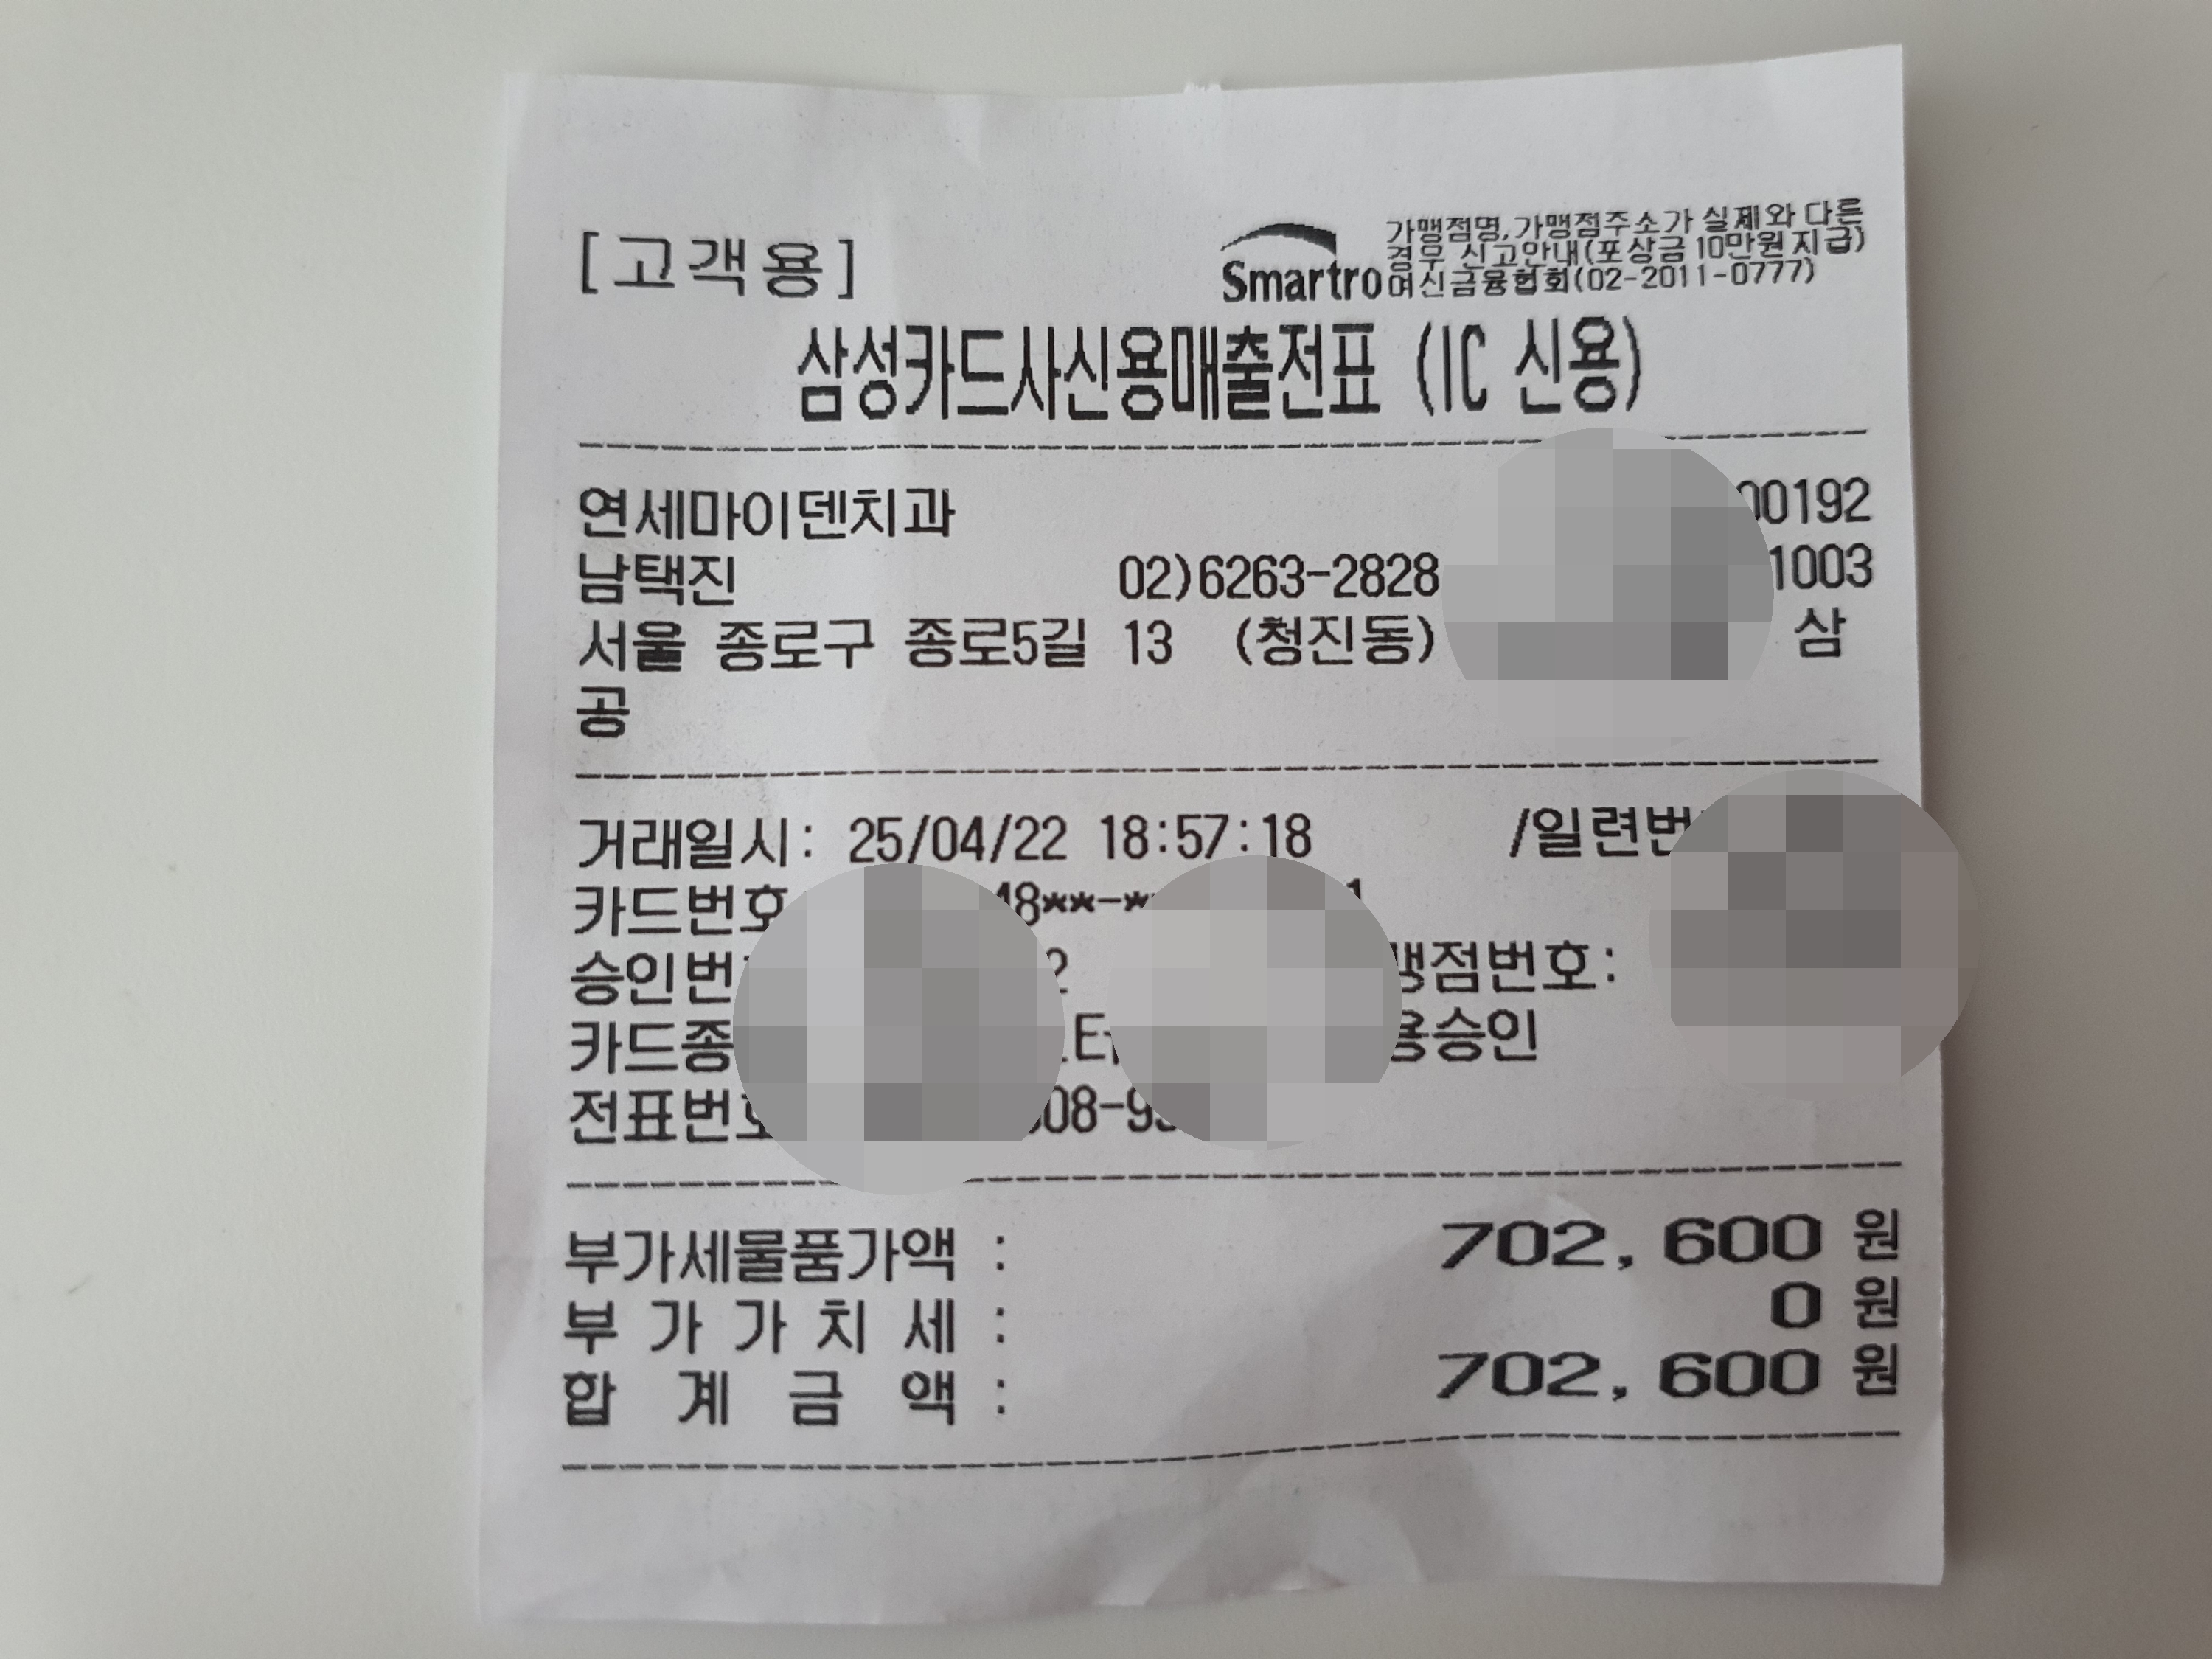 [고객용]
Smartro
가맹점명,가맹점주소가 실제와 다른
경우 신고안내(포상금 10만원 지급)
여신금융협회(02-2011-0777)
삼성카드사신용매출전표 (IC 신용)
연세마이덴치과 00192
남택진 02)6263-2828 1003
서울 종로구 종로5길 13 (청진동) 삼
공
거래일시: 25/04/22 18:57:18 /일련번
카드번호 48**-* 1
승인번 2 맹점번호:
카드종 용승인
전표번호 08-9
부가세물품가액 : 702,600 원
부 가 가 치 세 : 0 원
합 계 금 액 : 702,600 원